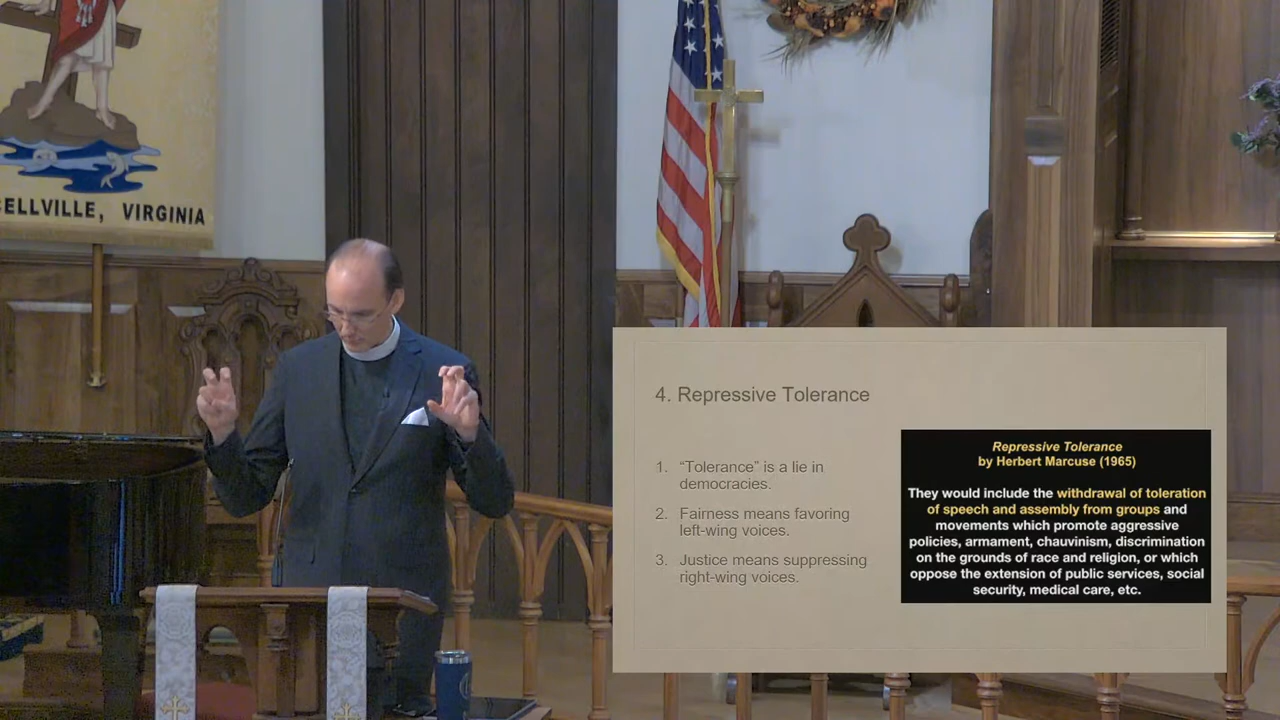 ELLVILLE, VIRGINIA
4. Repressive Tolerance
1. “Tolerance” is a lie in
democracies.
2. Fairness means favoring
left-wing voices.
3. Justice means suppressing
right-wing voices.
Repressive Tolerance
by Herbert Marcuse (1965)
They would include the withdrawal of toleration
of speech and assembly from groups and
movements which promote aggressive
policies, armament, chauvinism, discrimination
on the grounds of race and religion, or which
oppose the extension of public services, social
security, medical care, etc.